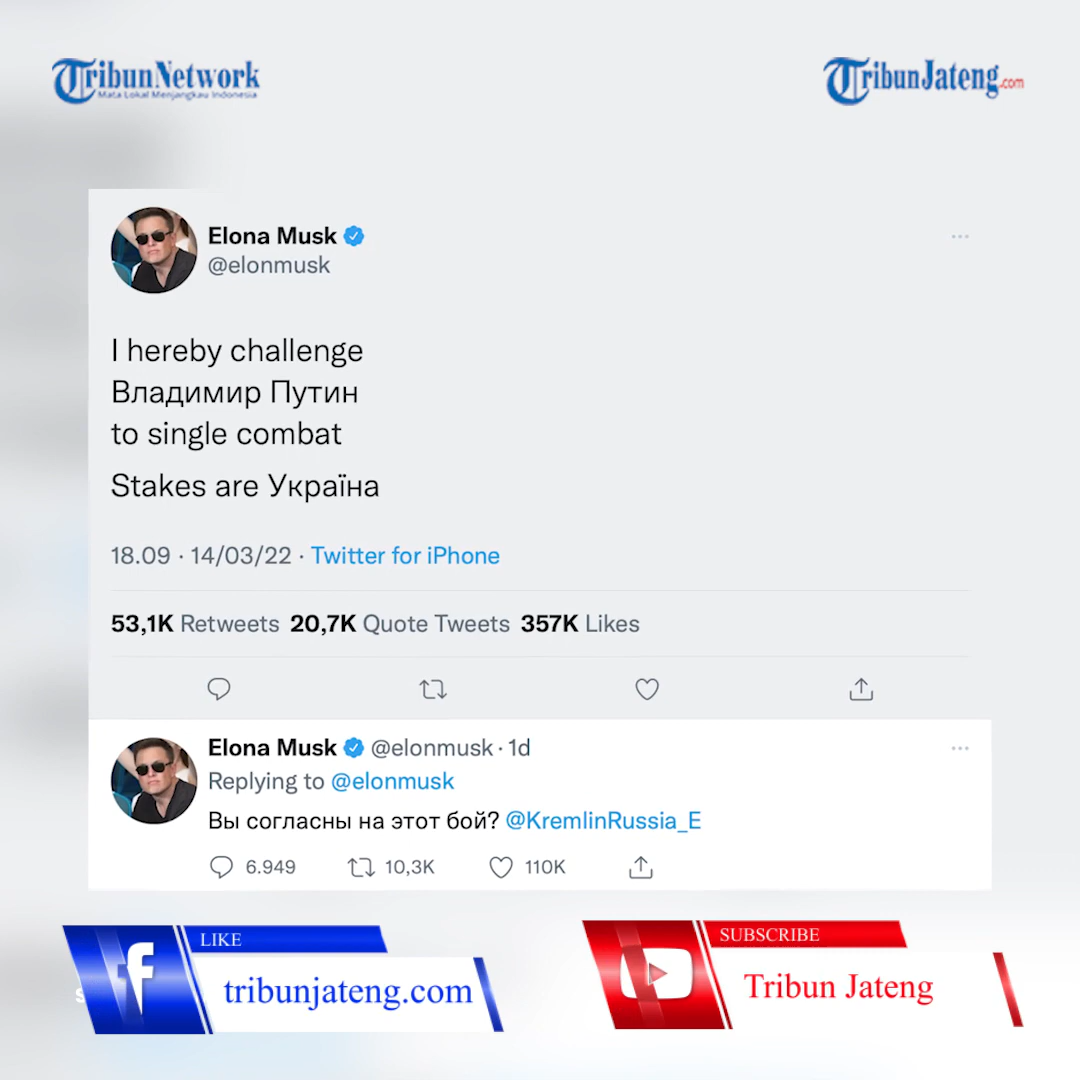 TribunNetwork
Mata Lokal Menjangkau Indonesia
TribunJateng.com
Elona Musk
@elonmusk
I hereby challenge
Владимир Путин
to single combat
Stakes are Україна
18.09 · 14/03/22 · Twitter for iPhone
53,1K Retweets 20,7K Quote Tweets 357K Likes
Elona Musk @elonmusk · 1d
Replying to @elonmusk
Вы согласны на этот бой? @KremlinRussia_E
6.949 10,3K 110K
LIKE
tribunjateng.com
SUBSCRIBE
Tribun Jateng